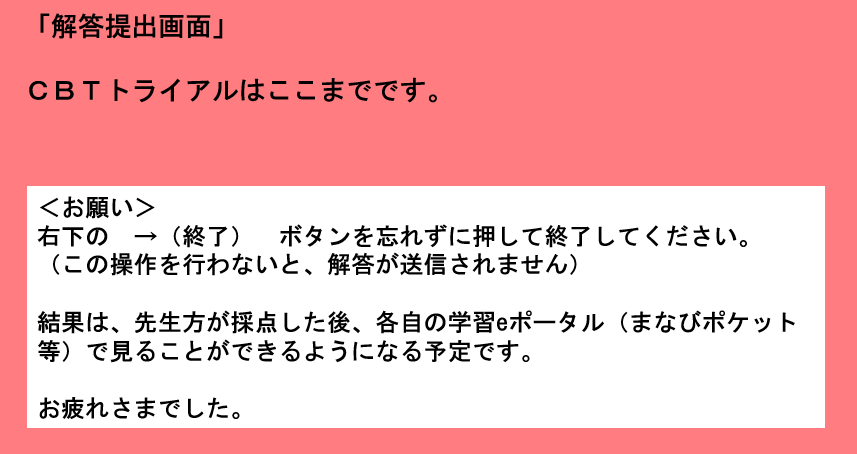 「解答提出画面」
ＣＢＴトライアルはここまでです。
＜お願い＞
右下の　→（終了）　ボタンを忘れずに押して終了してください。
（この操作を行わないと、解答が送信されません）
結果は、先生方が採点した後、各自の学習eポータル（まなびポケット
等）で見ることができるようになる予定です。
お疲れさまでした。